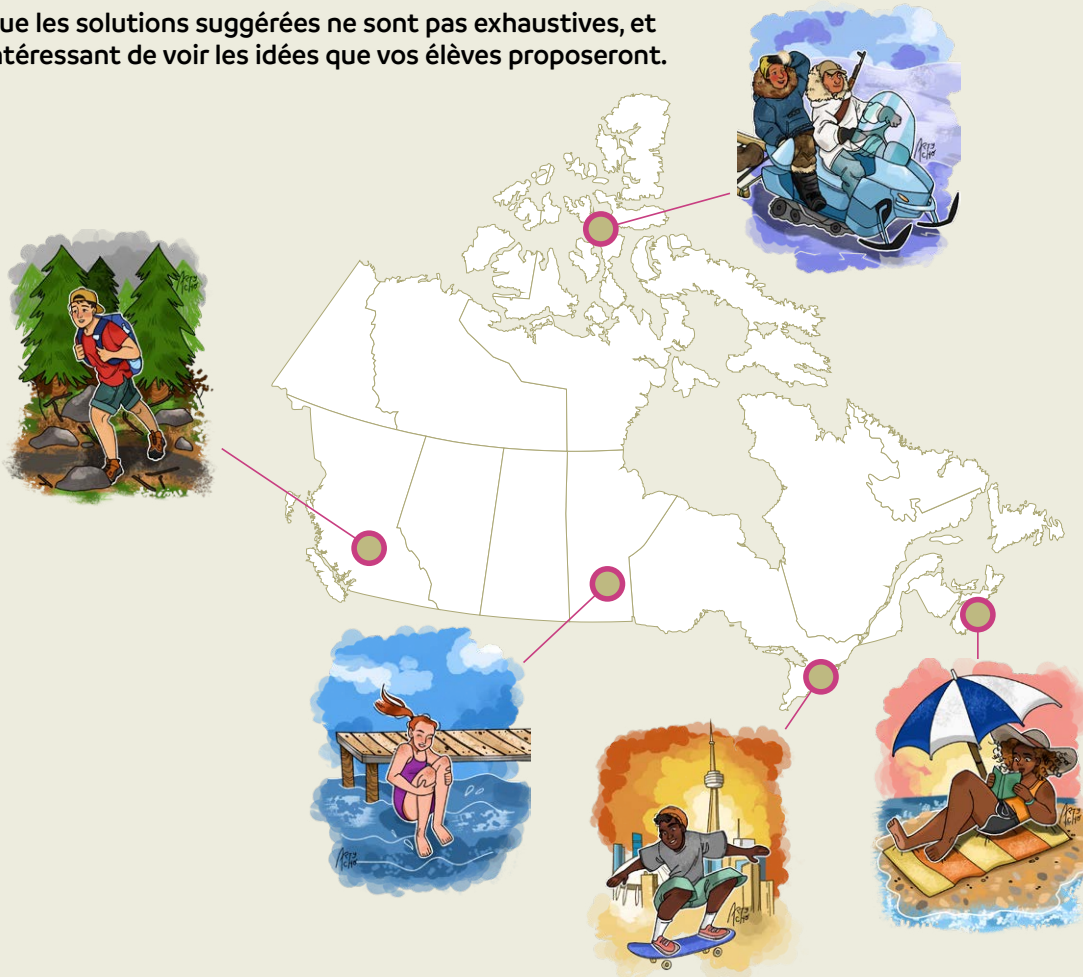 ue les solutions suggérées ne sont pas exhaustives, et
ntéressant de voir les idées que vos élèves proposeront.